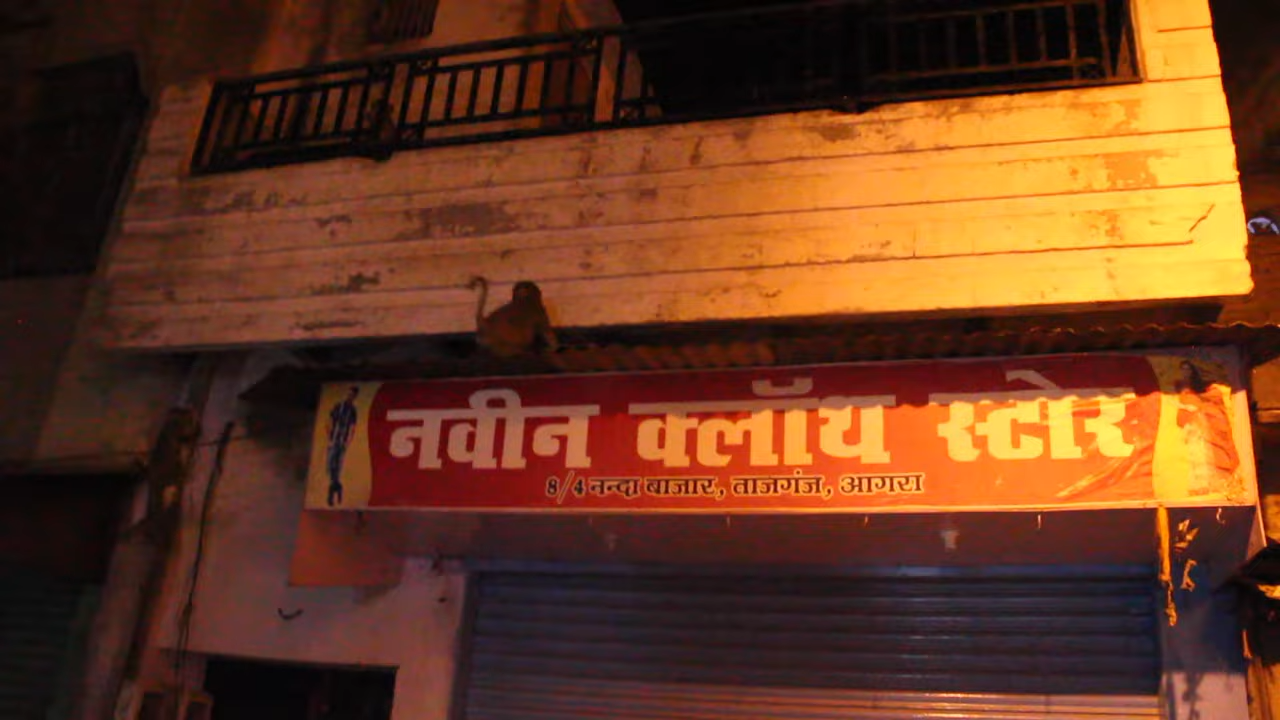 नवीन क्लॉथ स्टोर
8/4 नन्दा बाजार, ताजगंज, आगरा